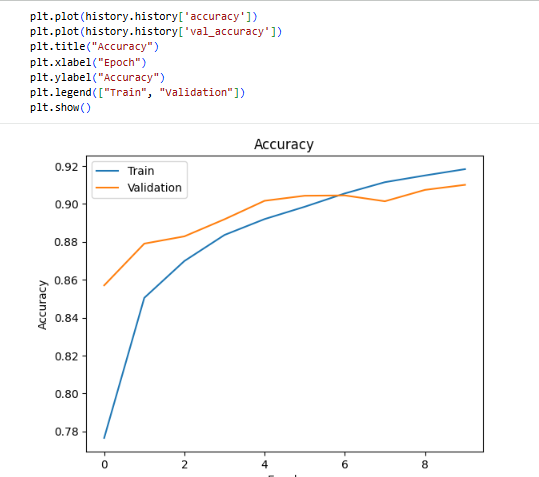 plt.plot(history.history['accuracy'])
plt.plot(history.history['val_accuracy'])
plt.title("Accuracy")
plt.xlabel("Epoch")
plt.ylabel("Accuracy")
plt.legend(["Train", "Validation"])
plt.show()
Accuracy
Train
Validation
0.92
0.90
0.88
0.86
0.84
0.82
0.80
0.78
Accuracy
0 2 4 6 8